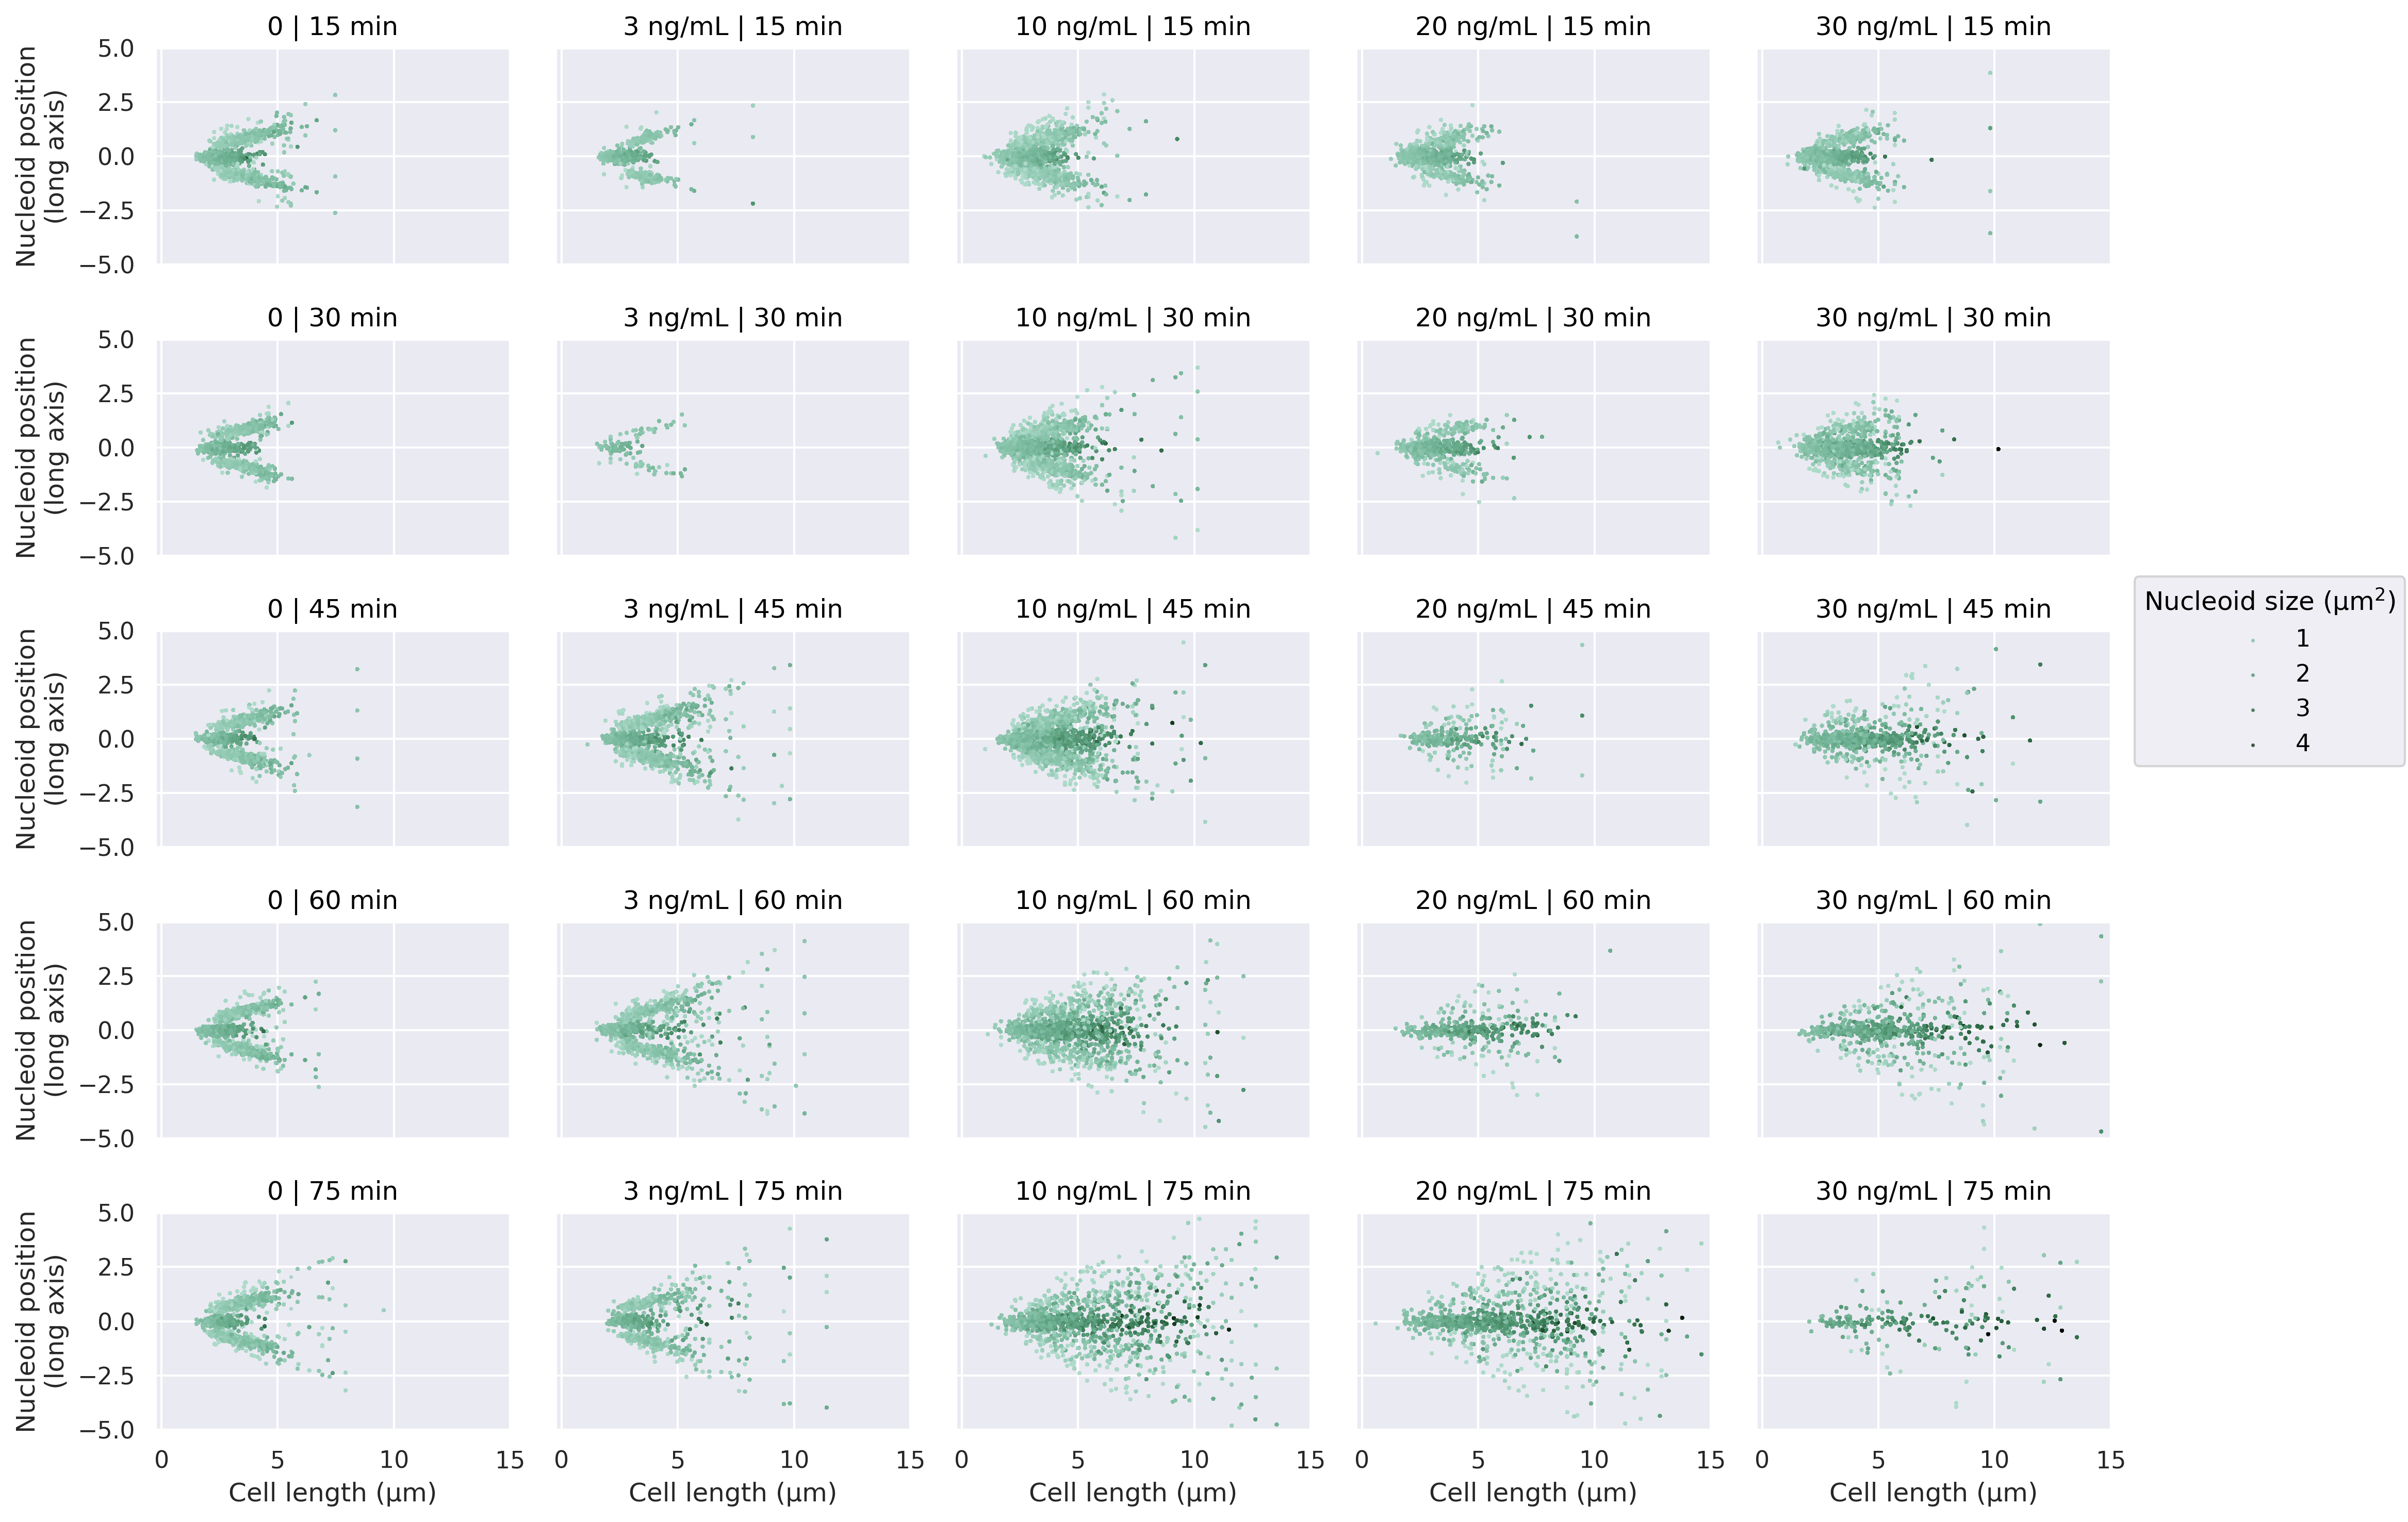 0 | 15 min
3 ng/mL | 15 min
10 ng/mL | 15 min
20 ng/mL | 15 min
30 ng/mL | 15 min
Nucleoid position
(long axis)
5.0
2.5
0.0
−2.5
−5.0
0 | 30 min
3 ng/mL | 30 min
10 ng/mL | 30 min
20 ng/mL | 30 min
30 ng/mL | 30 min
Nucleoid position
(long axis)
5.0
2.5
0.0
−2.5
−5.0
0 | 45 min
3 ng/mL | 45 min
10 ng/mL | 45 min
20 ng/mL | 45 min
30 ng/mL | 45 min
Nucleoid position
(long axis)
5.0
2.5
0.0
−2.5
−5.0
Nucleoid size (μm²)
1
2
3
4
0 | 60 min
3 ng/mL | 60 min
10 ng/mL | 60 min
20 ng/mL | 60 min
30 ng/mL | 60 min
Nucleoid position
(long axis)
5.0
2.5
0.0
−2.5
−5.0
0 | 75 min
3 ng/mL | 75 min
10 ng/mL | 75 min
20 ng/mL | 75 min
30 ng/mL | 75 min
Nucleoid position
(long axis)
5.0
2.5
0.0
−2.5
−5.0
0 5 10 15
0 5 10 15
0 5 10 15
0 5 10 15
0 5 10 15
Cell length (μm)
Cell length (μm)
Cell length (μm)
Cell length (μm)
Cell length (μm)